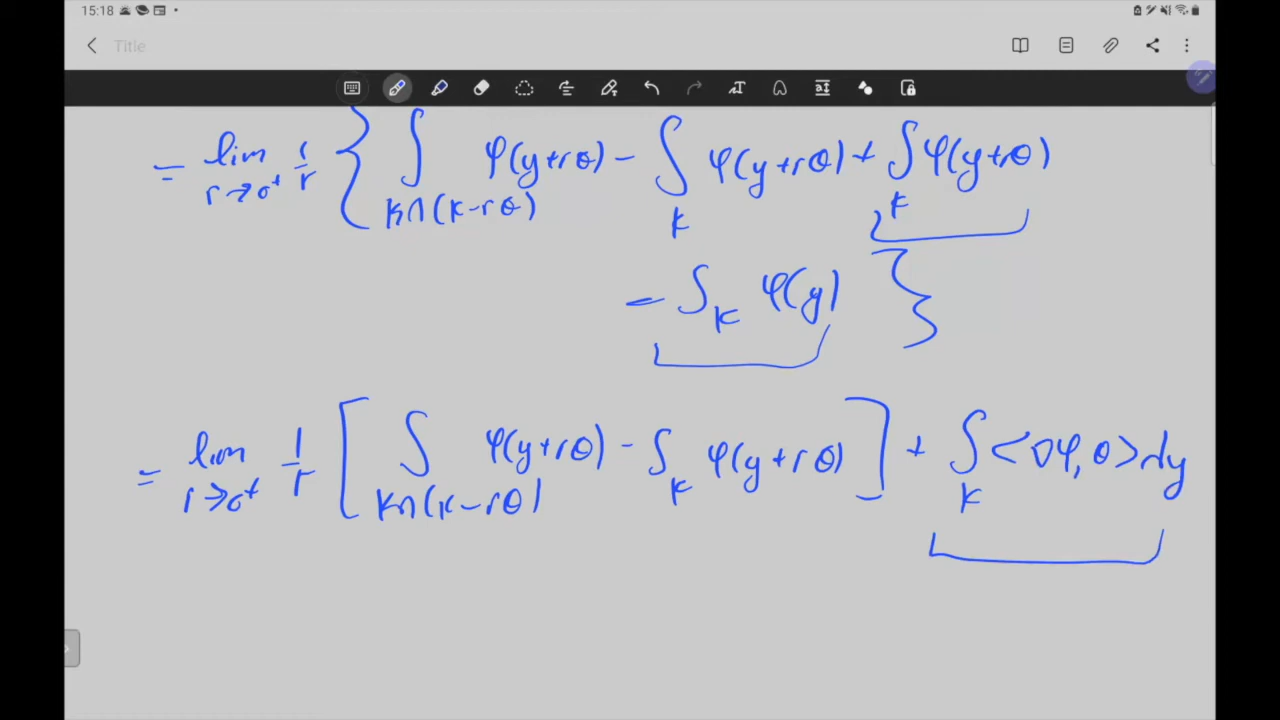 15:18
Title
= lim_{r→0⁺} 1/r { ∫_{K∩(K-rθ)} φ(y+rθ) - ∫_K φ(y+rθ) + ∫_K φ(y+rθ)
- ∫_K φ(y) }
= lim_{r→0⁺} 1/r [ ∫_{K∩(K-rθ)} φ(y+rθ) - ∫_K φ(y+rθ) ] + ∫_K <∇φ, θ> dy